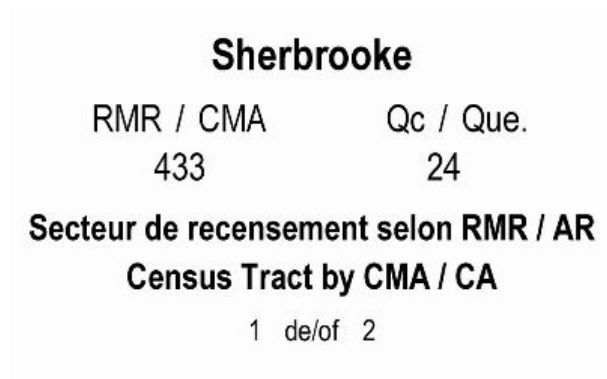 Sherbrooke
RMR / CMA Qc / Que.
433 24
Secteur de recensement selon RMR / AR
Census Tract by CMA / CA
1 de/of 2